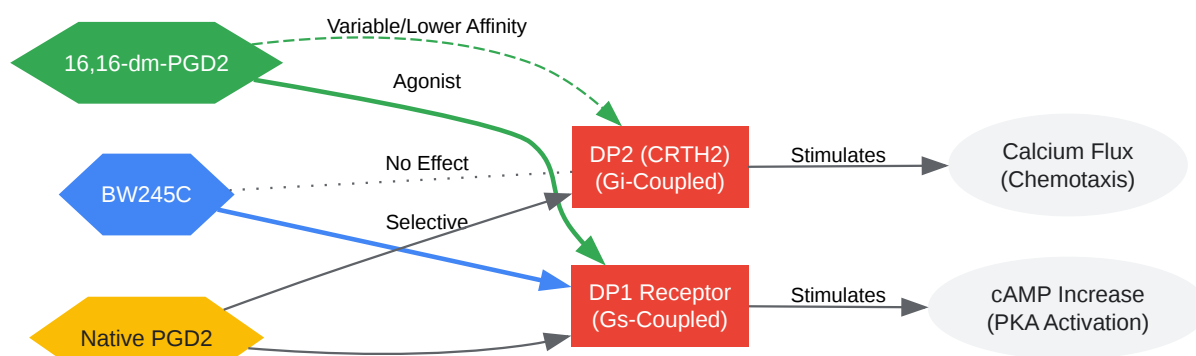 Variable/Lower Affinity
16,16-dm-PGD2
Agonist
DP2 (CRTH2)
(Gi-Coupled)
Stimulates
Calcium Flux
(Chemotaxis)
No Effect
BW245C
Selective
DP1 Receptor
(Gs-Coupled)
Stimulates
cAMP Increase
(PKA Activation)
Native PGD2